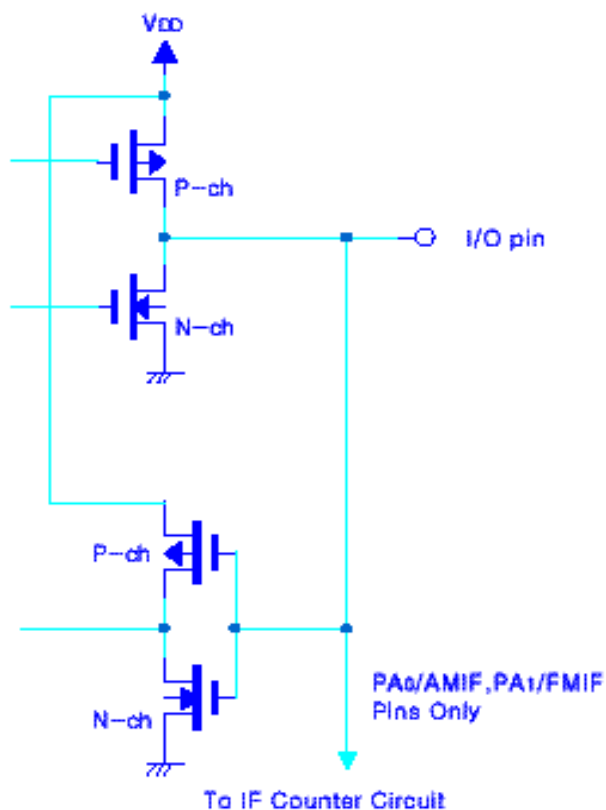 VDD
P-ch
I/O pin
N-ch
P-ch
PA0/AMIF,PA1/FMIF
Pins Only
N-ch
To IF Counter Circuit